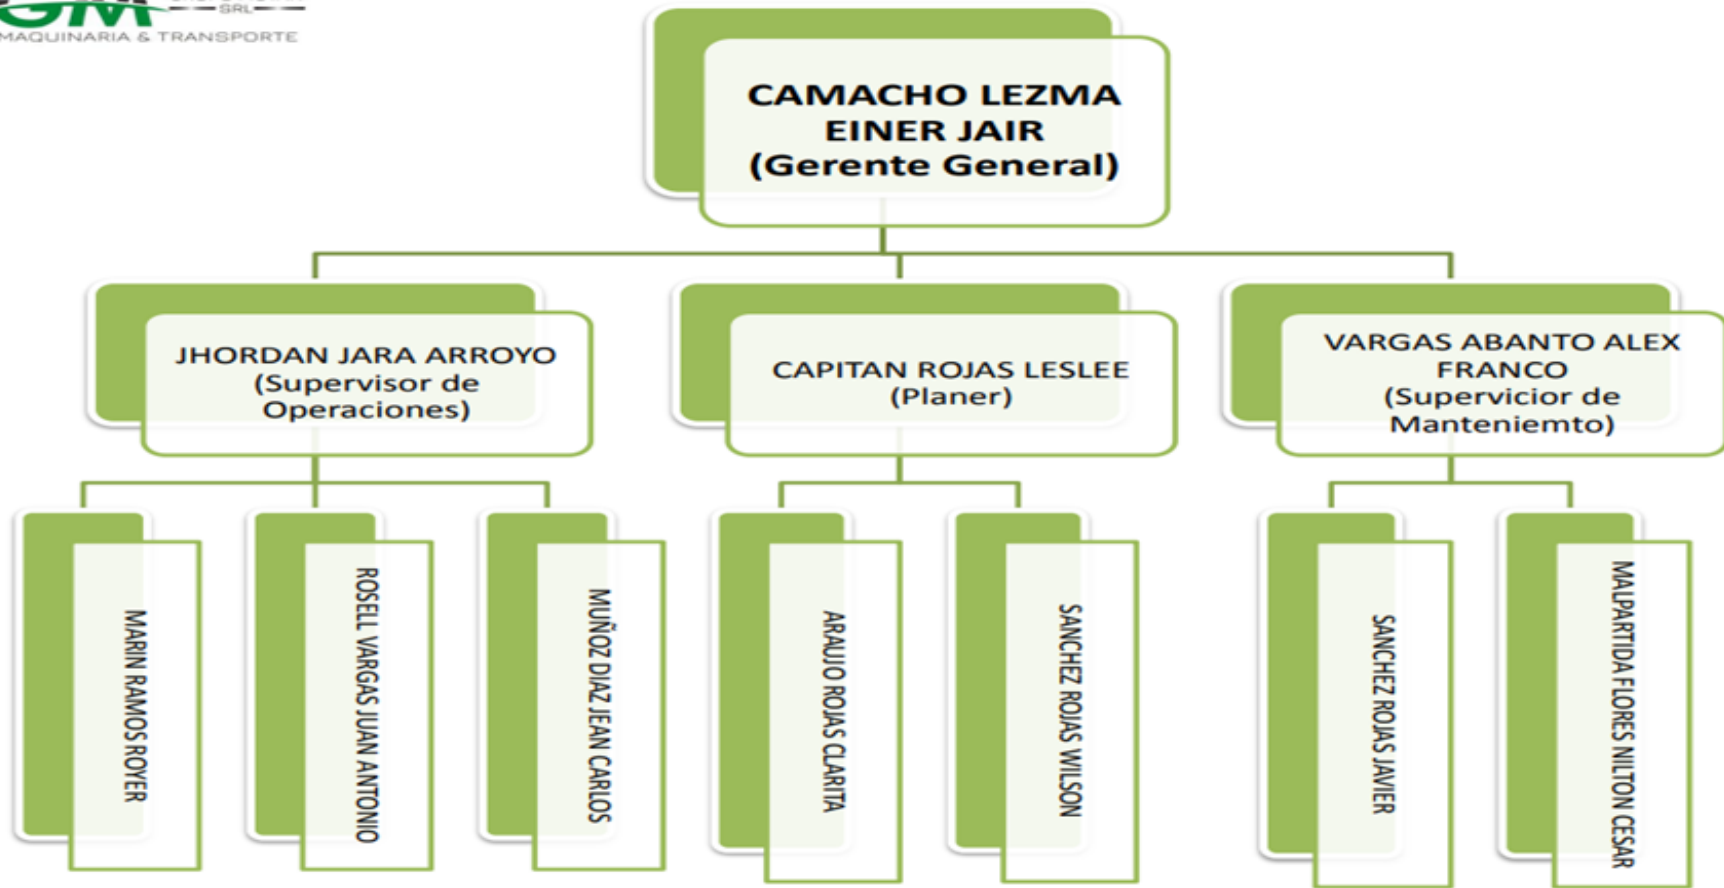 GM
SRL
MAQUINARIA & TRANSPORTE
CAMACHO LEZMA
EINER JAIR
(Gerente General)
JHORDAN JARA ARROYO
(Supervisor de
Operaciones)
CAPITAN ROJAS LESLEE
(Planer)
VARGAS ABANTO ALEX
FRANCO
(Supervicior de
Manteniemto)
MARIN RAMOS ROYER
ROSELL VARGAS JUAN ANTONIO
MUÑOZ DIAZ JEAN CARLOS
ARAUJO ROJAS CLARITA
SANCHEZ ROJAS WILSON
SANCHEZ ROJAS JAVIER
MALPARTIDA FLORES NILTON CESAR